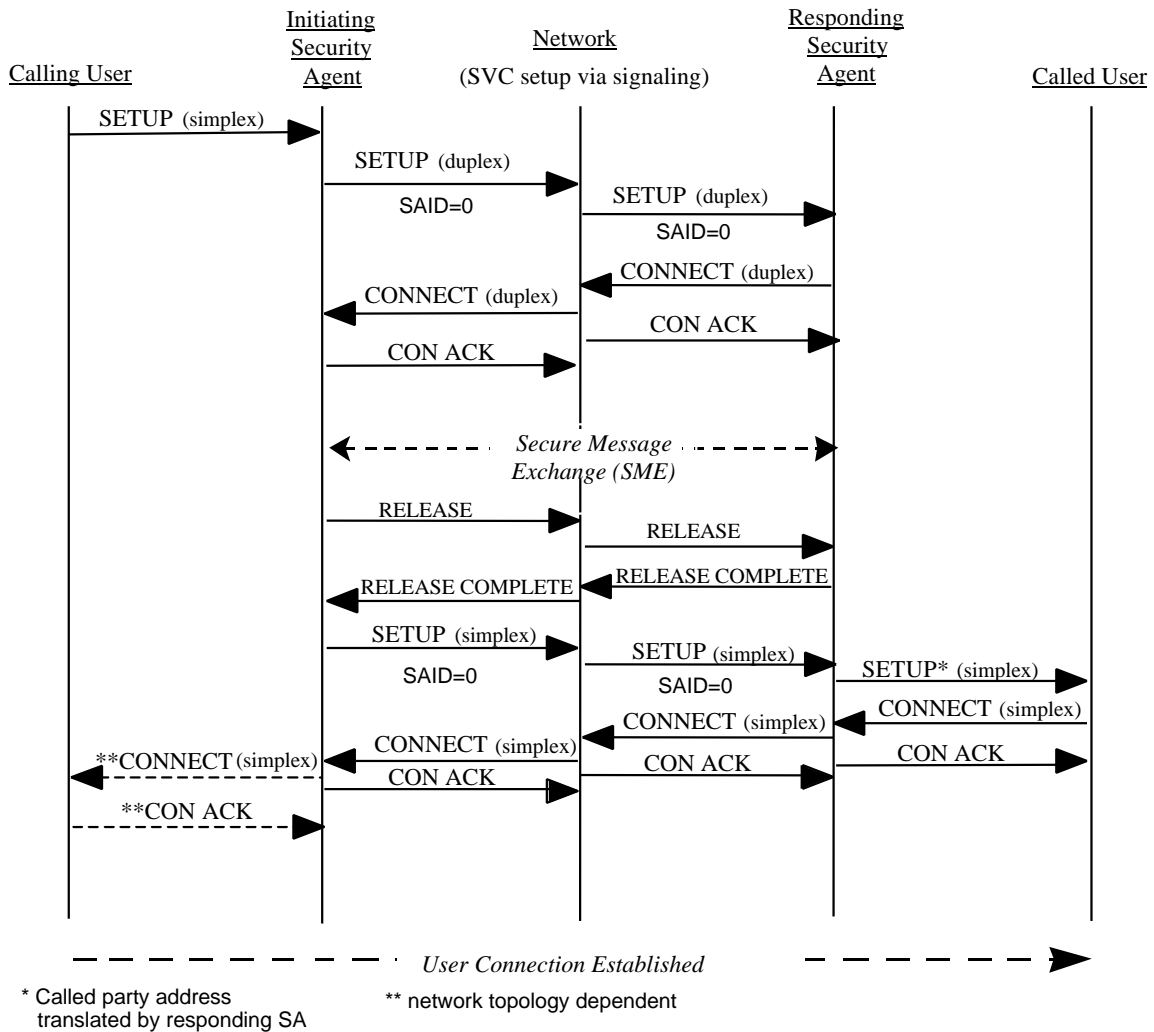 Calling User
Initiating
Security
Agent
Network
(SVC setup via signaling)
Responding
Security
Agent
Called User
SETUP (simplex)
SETUP (duplex)
SAID=0
SETUP (duplex)
SAID=0
CONNECT (duplex)
CONNECT (duplex)
CON ACK
CON ACK
Secure Message
Exchange (SME)
RELEASE
RELEASE
RELEASE COMPLETE
RELEASE COMPLETE
SETUP (simplex)
SAID=0
SETUP (simplex)
SAID=0
SETUP* (simplex)
CONNECT (simplex)
CONNECT (simplex)
CONNECT (simplex)
**CONNECT (simplex)
CON ACK
CON ACK
CON ACK
**CON ACK
User Connection Established
* Called party address
translated by responding SA
** network topology dependent